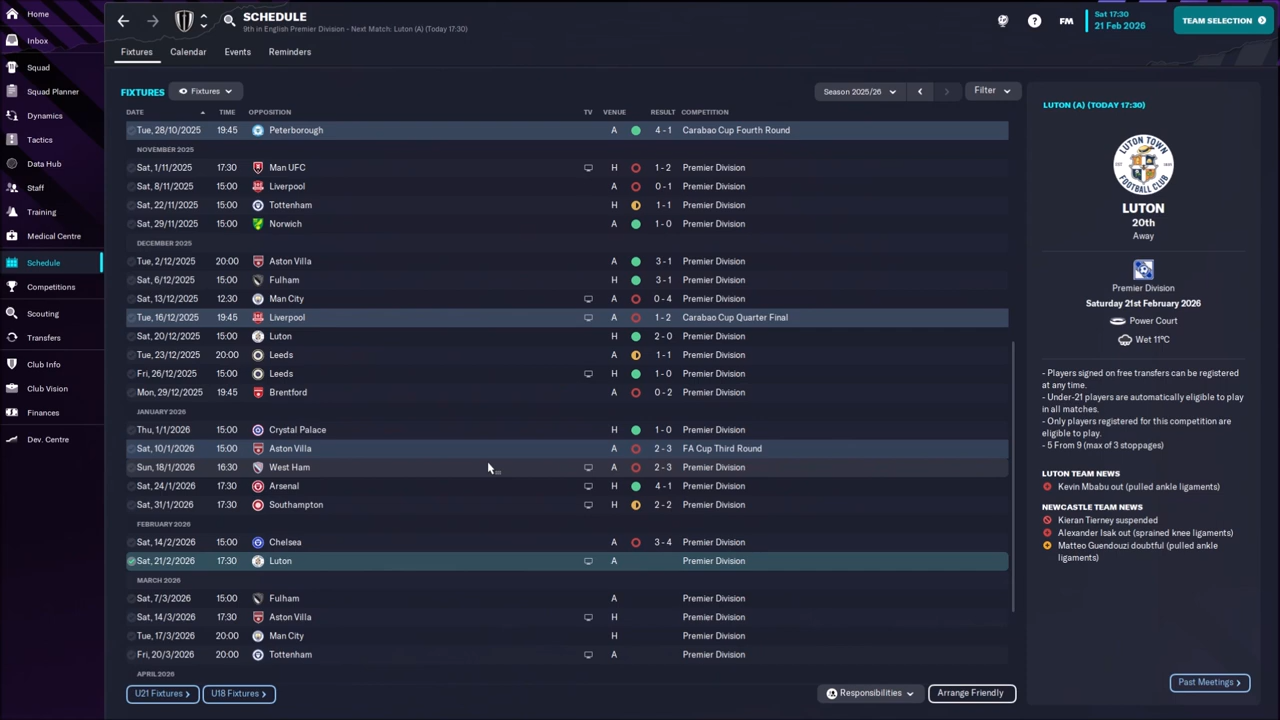 SCHEDULE
9th in English Premier Division - Next Match: Luton (A) (Today 17:30)
FM
Sat 17:30
21 Feb 2026
TEAM SELECTION
Home
Inbox
Squad
Squad Planner
Dynamics
Tactics
Data Hub
Staff
Training
Medical Centre
Schedule
Competitions
Scouting
Transfers
Club Info
Club Vision
Finances
Dev. Centre
Fixtures Calendar Events Reminders
FIXTURES Fixtures Season 2025/26 Filter
DATE TIME OPPOSITION TV VENUE RESULT COMPETITION
Tue, 28/10/2025 19:45 Peterborough A 4 - 1 Carabao Cup Fourth Round
NOVEMBER 2025
Sat, 1/11/2025 17:30 Man UFC H 1 - 2 Premier Division
Sat, 8/11/2025 15:00 Liverpool A 0 - 1 Premier Division
Sat, 22/11/2025 15:00 Tottenham H 1 - 1 Premier Division
Sat, 29/11/2025 15:00 Norwich A 1 - 0 Premier Division
DECEMBER 2025
Tue, 2/12/2025 20:00 Aston Villa A 3 - 1 Premier Division
Sat, 6/12/2025 15:00 Fulham H 3 - 1 Premier Division
Sat, 13/12/2025 12:30 Man City A 0 - 4 Premier Division
Tue, 16/12/2025 19:45 Liverpool A 1 - 2 Carabao Cup Quarter Final
Sat, 20/12/2025 15:00 Luton H 2 - 0 Premier Division
Tue, 23/12/2025 20:00 Leeds A 1 - 1 Premier Division
Fri, 26/12/2025 15:00 Leeds H 1 - 0 Premier Division
Mon, 29/12/2025 19:45 Brentford A 0 - 2 Premier Division
JANUARY 2026
Thu, 1/1/2026 15:00 Crystal Palace H 1 - 0 Premier Division
Sat, 10/1/2026 15:00 Aston Villa A 2 - 3 FA Cup Third Round
Sun, 18/1/2026 16:30 West Ham A 2 - 3 Premier Division
Sat, 24/1/2026 17:30 Arsenal H 4 - 1 Premier Division
Sat, 31/1/2026 17:30 Southampton H 2 - 2 Premier Division
FEBRUARY 2026
Sat, 14/2/2026 15:00 Chelsea A 3 - 4 Premier Division
Sat, 21/2/2026 17:30 Luton A Premier Division
MARCH 2026
Sat, 7/3/2026 15:00 Fulham A Premier Division
Sat, 14/3/2026 17:30 Aston Villa H Premier Division
Tue, 17/3/2026 20:00 Man City H Premier Division
Fri, 20/3/2026 20:00 Tottenham A Premier Division
APRIL 2026
U21 Fixtures U18 Fixtures Responsibilities Arrange Friendly
LUTON (A) (TODAY 17:30)
LUTON TOWN
FOOTBALL CLUB
LUTON
20th
Away
Premier Division
Saturday 21st February 2026
Power Court
Wet 11°C
- Players signed on free transfers can be registered
at any time.
- Under-21 players are automatically eligible to play
in all matches.
- Only players registered for this competition are
eligible to play.
- 5 From 9 (max of 3 stoppages)
LUTON TEAM NEWS
Kevin Mbabu out (pulled ankle ligaments)
NEWCASTLE TEAM NEWS
Kieran Tierney suspended
Alexander Isak out (sprained knee ligaments)
Matteo Guendouzi doubtful (pulled ankle
ligaments)
Past Meetings